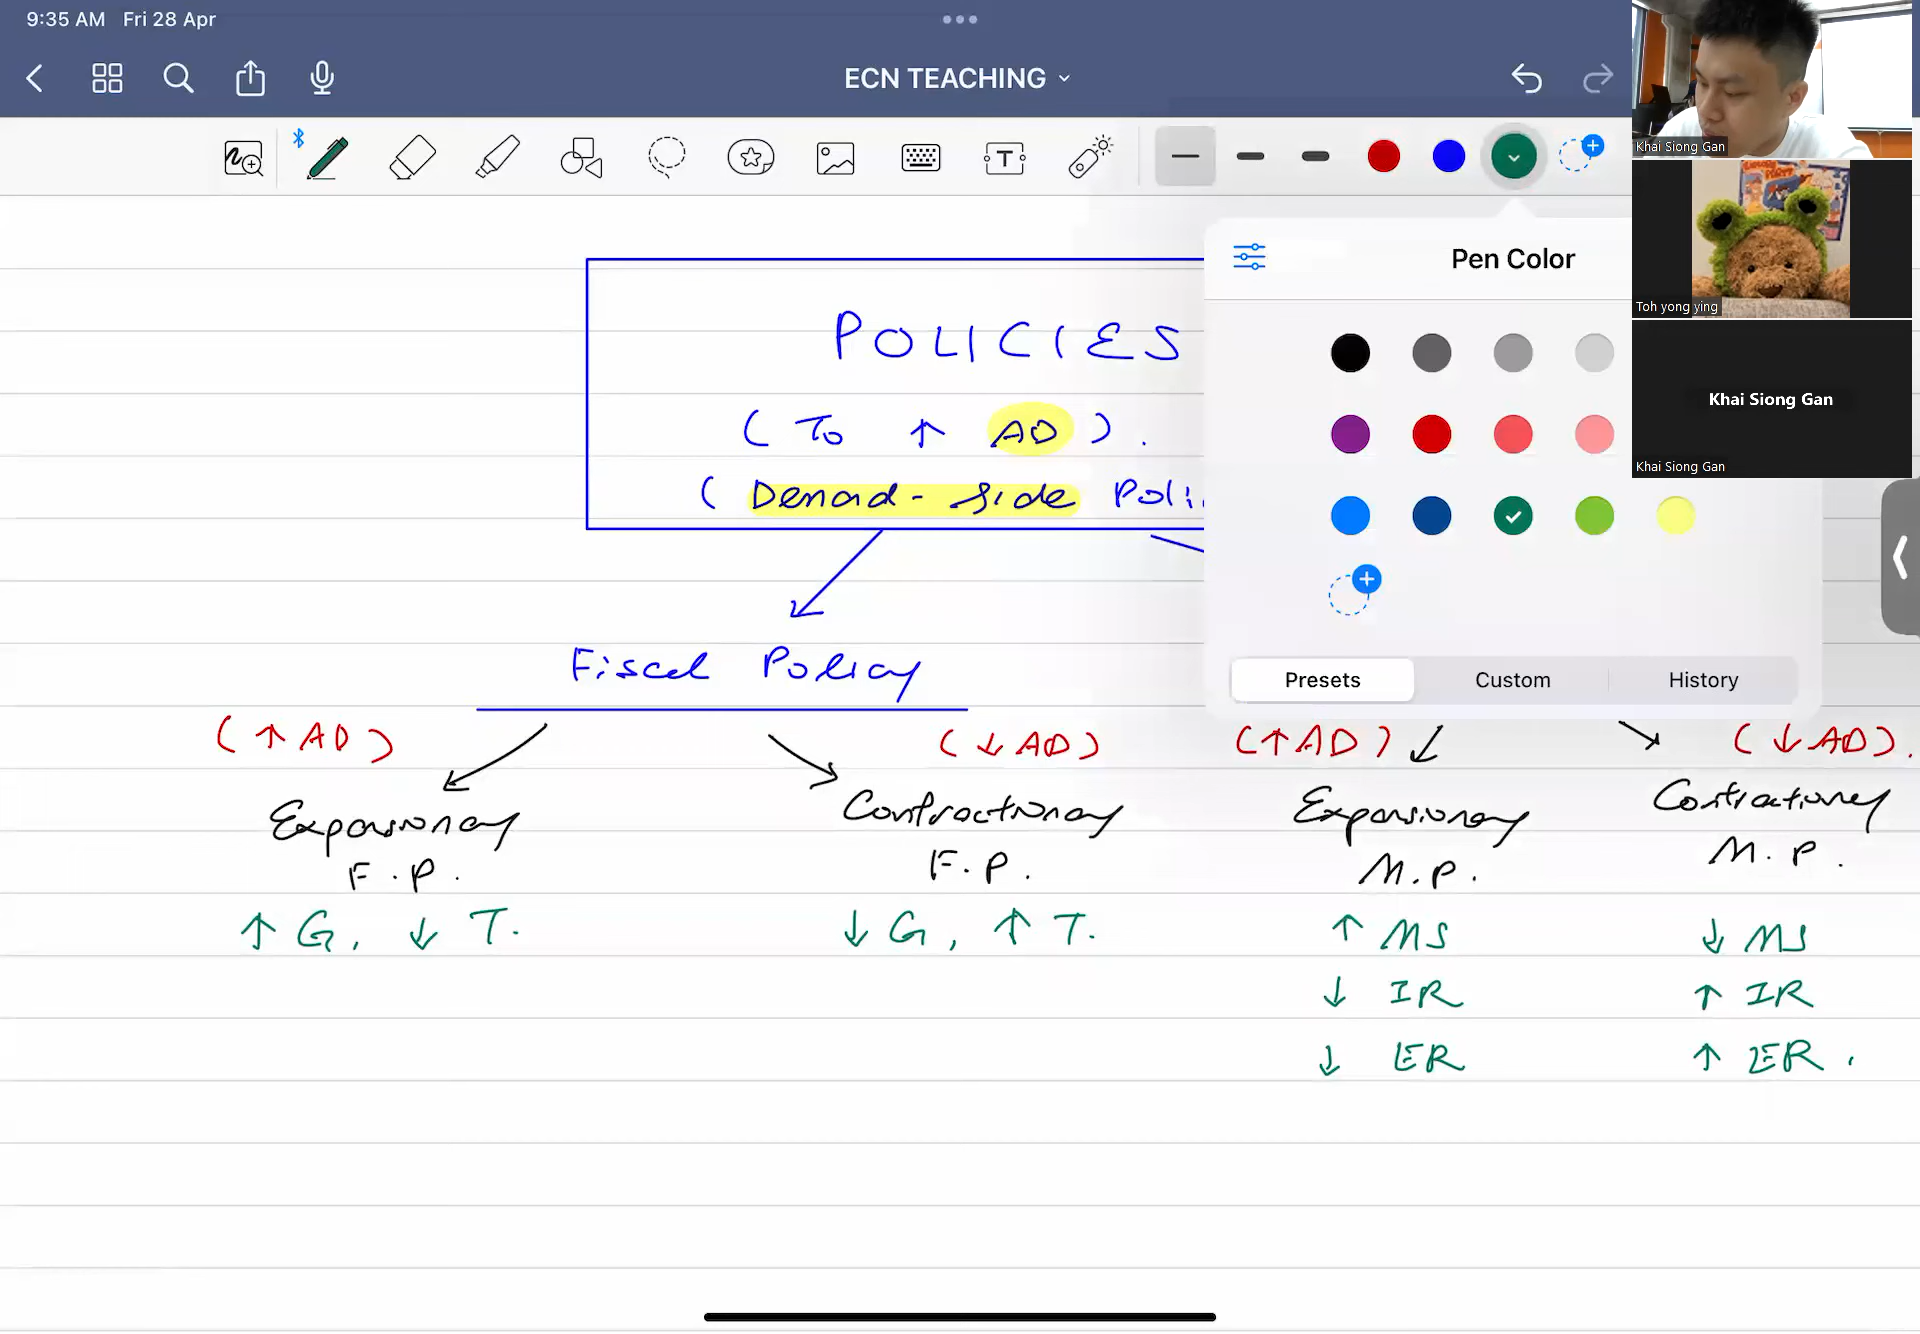 9:35 AM Fri 28 Apr
ECN TEACHING
Khai Siong Gan
Toh yong ying
Khai Siong Gan
Khai Siong Gan
Pen Color
Presets Custom History
POLICIES
( To ↑ AD ).
( Demand - Side Poli
Fiscal Policy
( ↑ AD ) ( ↓ AD ) ( ↑ AD ) ( ↓ AD ).
Expansionary Contractionary Expansionary Contractionary
F.P. F.P. M.P. M.P.
↑ G, ↓ T. ↓ G, ↑ T. ↑ MS ↓ MS
↓ IR ↑ IR
↓ ER ↑ ER.